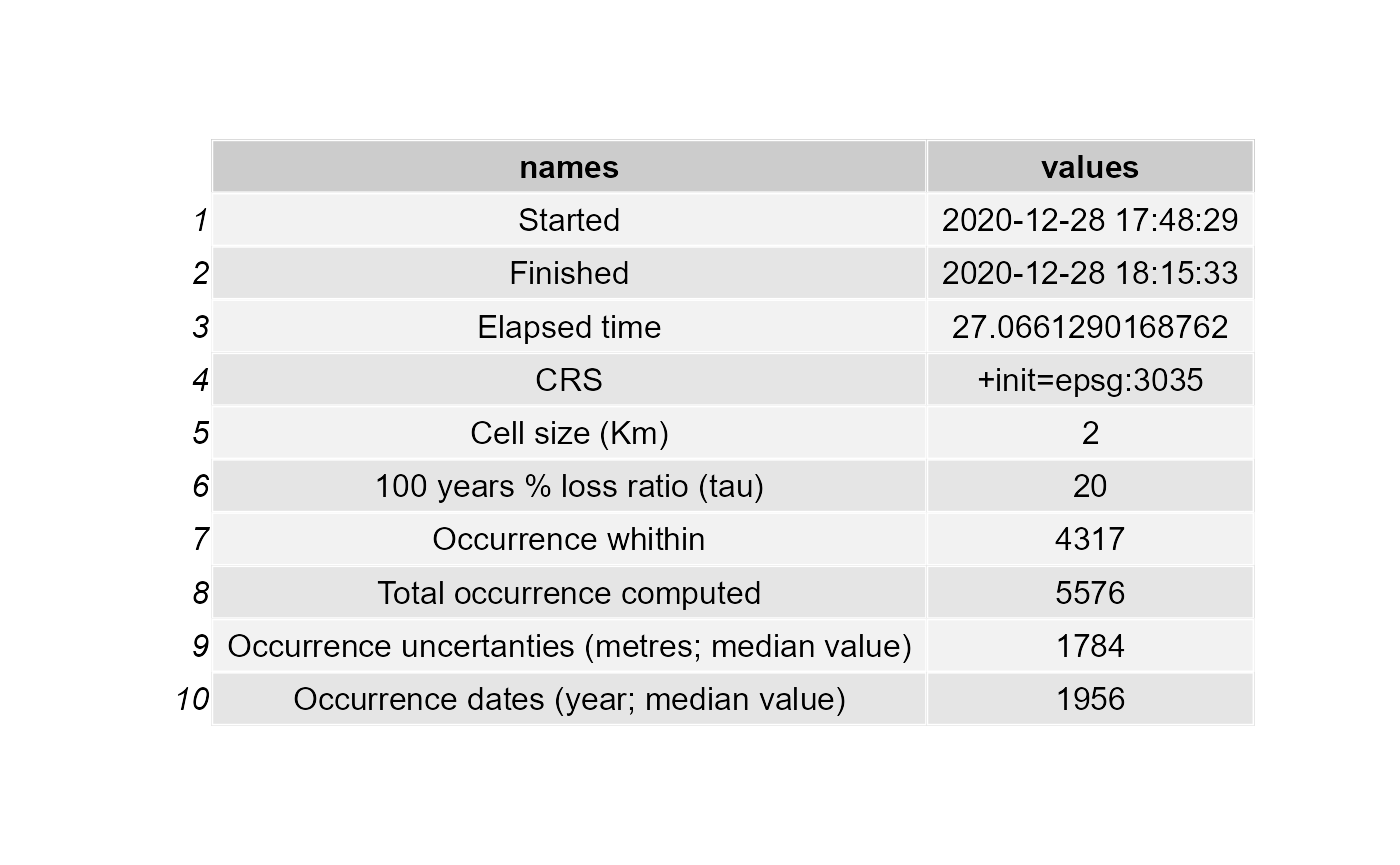 names values
1 Started 2020-12-28 17:48:29
2 Finished 2020-12-28 18:15:33
3 Elapsed time 27.0661290168762
4 CRS +init=epsg:3035
5 Cell size (Km) 2
6 100 years % loss ratio (tau) 20
7 Occurrence whithin 4317
8 Total occurrence computed 5576
9 Occurrence uncertanties (metres; median value) 1784
10 Occurrence dates (year; median value) 1956